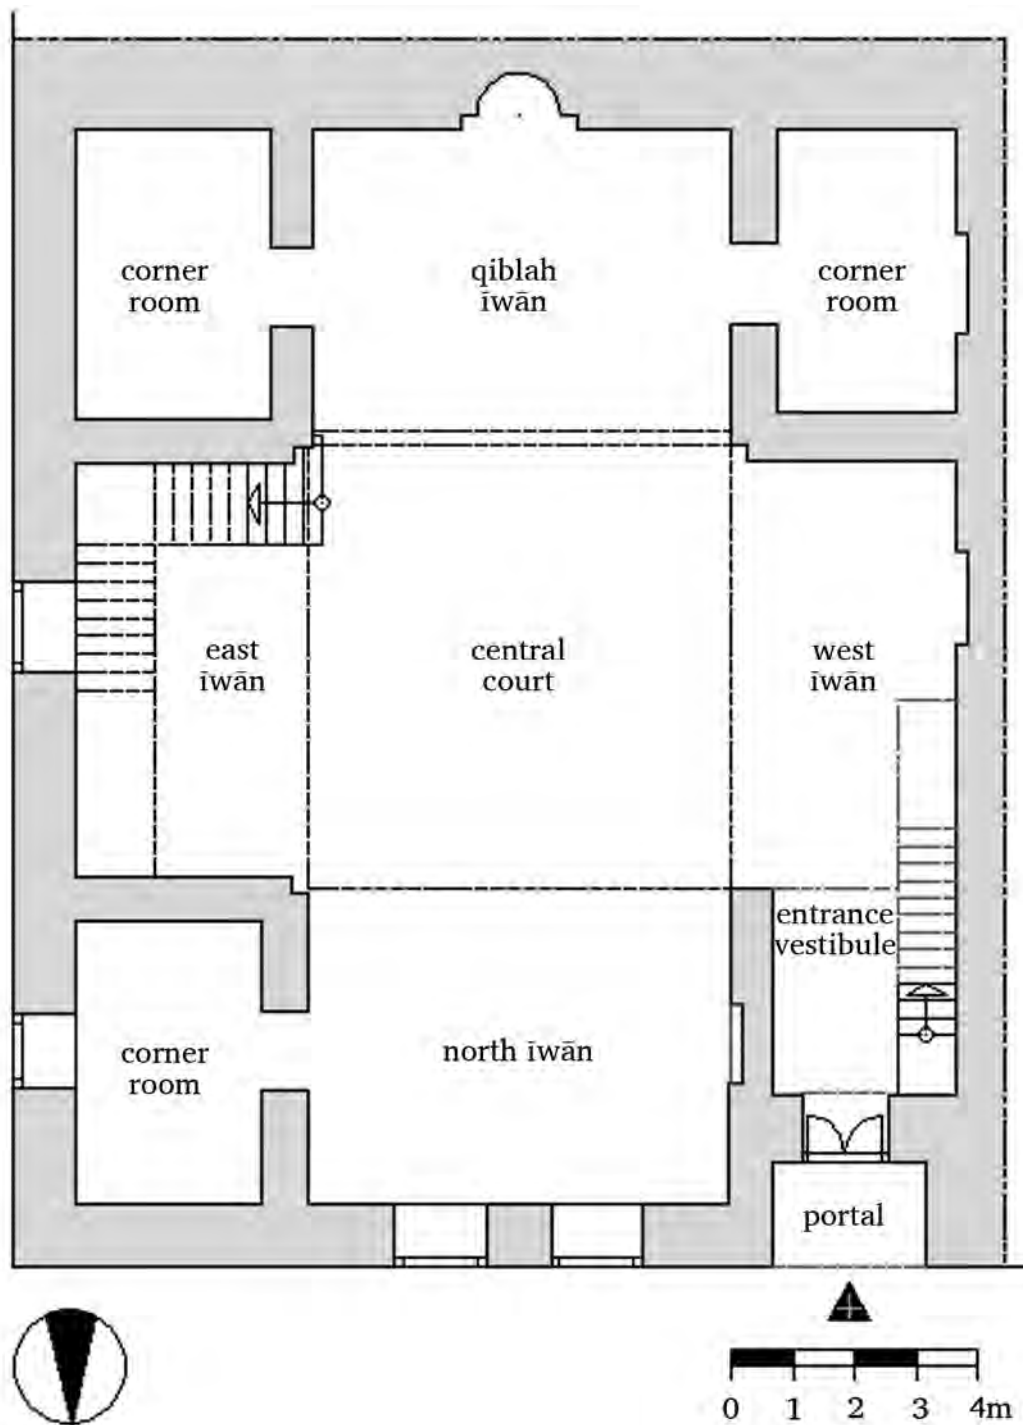 corner
room
qiblah
īwān
corner
room
east
īwān
central
court
west
īwān
entrance
vestibule
corner
room
north īwān
portal
0 1 2 3 4m